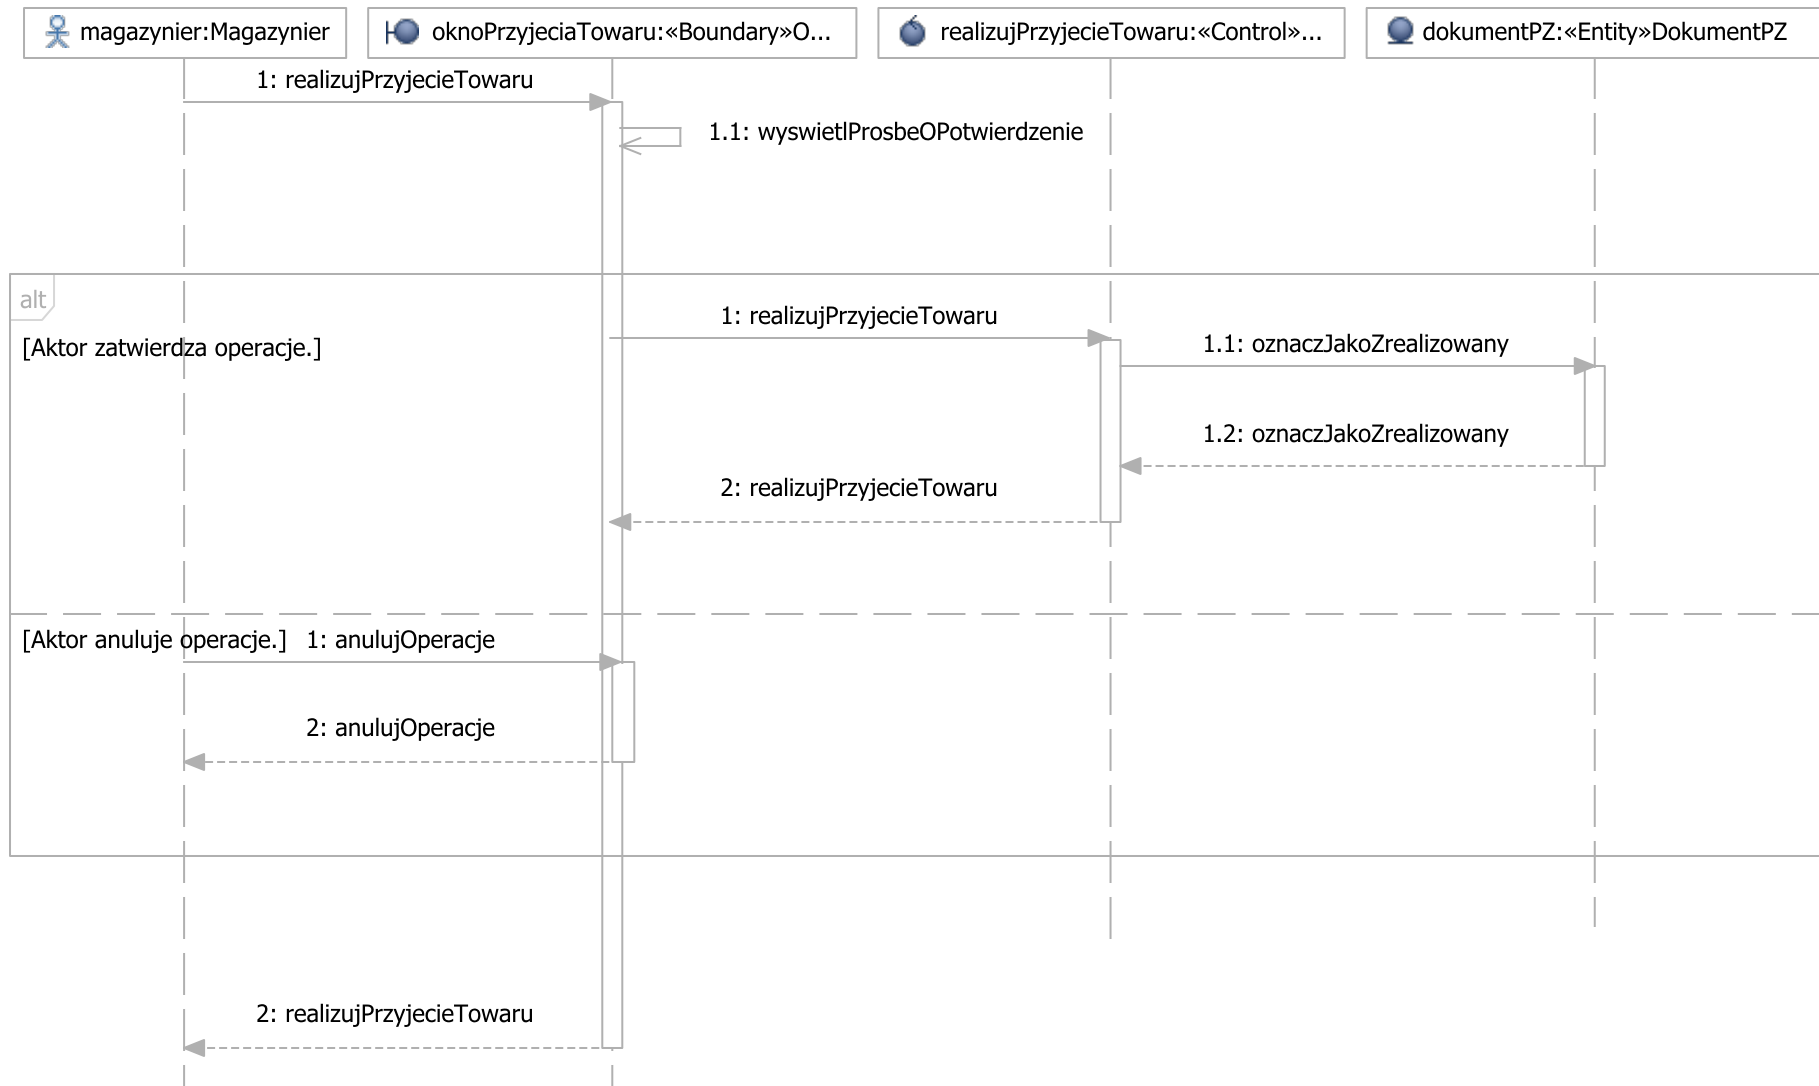 magazynier:Magazynier
oknoPrzyjeciaTowaru:«Boundary»O...
realizujPrzyjecieTowaru:«Control»...
dokumentPZ:«Entity»DokumentPZ
1: realizujPrzyjecieTowaru
1.1: wyswietlProsbeOPotwierdzenie
alt
[Aktor zatwierdza operacje.]
1: realizujPrzyjecieTowaru
1.1: oznaczJakoZrealizowany
1.2: oznaczJakoZrealizowany
2: realizujPrzyjecieTowaru
[Aktor anuluje operacje.]
1: anulujOperacje
2: anulujOperacje
2: realizujPrzyjecieTowaru